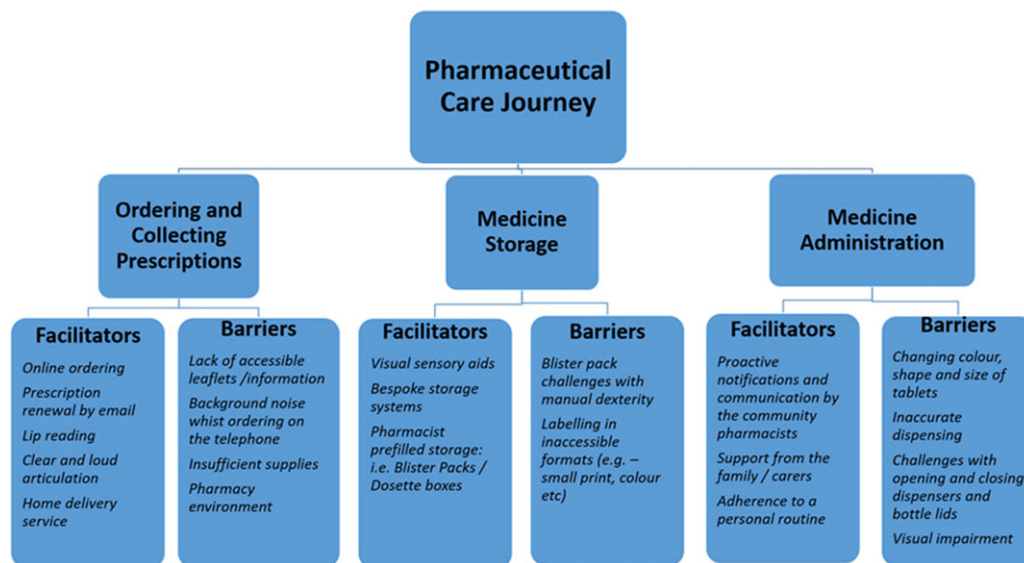 Pharmaceutical
Care Journey
Ordering and
Collecting
Prescriptions
Medicine
Storage
Medicine
Administration
Facilitators
Online ordering
Prescription
renewal by email
Lip reading
Clear and loud
articulation
Home delivery
service
Barriers
Lack of accessible
leaflets /information
Background noise
whist ordering on
the telephone
Insufficient supplies
Pharmacy
environment
Facilitators
Visual sensory aids
Bespoke storage
systems
Pharmacist
prefilled storage:
i.e. Blister Packs /
Dosette boxes
Barriers
Blister pack
challenges with
manual dexterity
Labelling in
inaccessible
formats (e.g. –
small print, colour
etc)
Facilitators
Proactive
notifications and
communication by
the community
pharmacists
Support from the
family / carers
Adherence to a
personal routine
Barriers
Changing colour,
shape and size of
tablets
Inaccurate
dispensing
Challenges with
opening and closing
dispensers and
bottle lids
Visual impairment